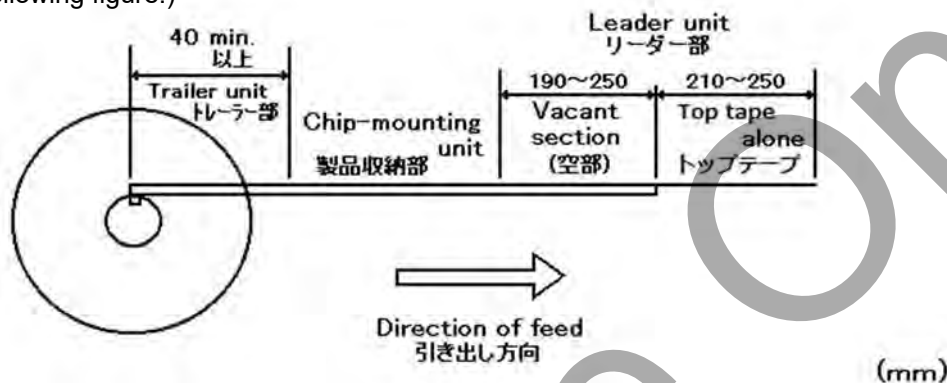 llowing figure.)
Leader unit
リーダー部
40 min.
以上
190～250
210～250
Trailer unit
トレーラー部
Chip-mounting
unit
製品収納部
Vacant
section
(空部)
Top tape
alone
トップテープ
Direction of feed
引き出し方向
(mm)